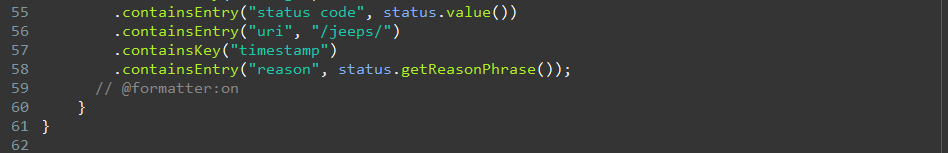 55 .containsEntry("status code", status.value())
56 .containsEntry("uri", "/jeeps/")
57 .containsKey("timestamp")
58 .containsEntry("reason", status.getReasonPhrase());
59 // @formatter:on
60 }
61 }
62